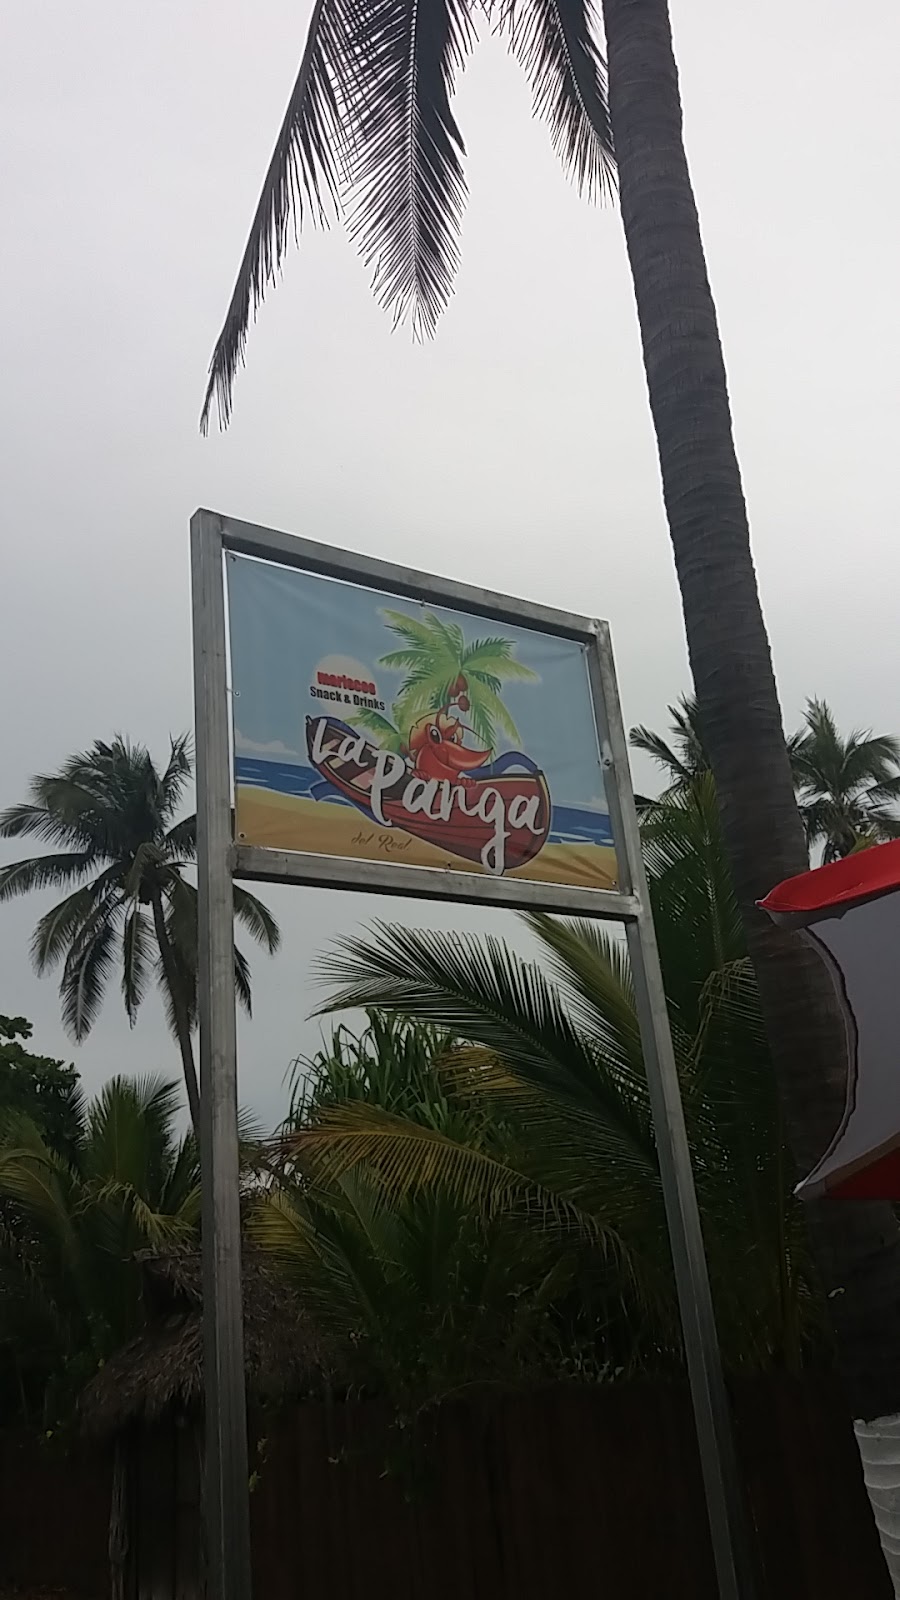 mariscos
Snack & Drinks
La Panga
del Real